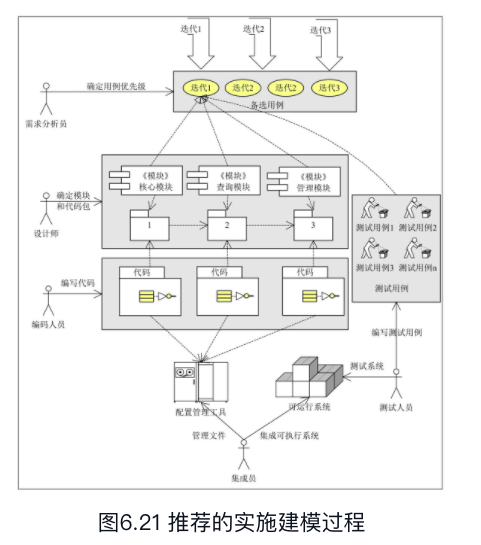 迭代1 迭代2 迭代3
确定用例优先级
迭代1 迭代2 迭代2 迭代3
备选用例
需求分析员
《模块》 《模块》 《模块》
核心模块 查询模块 管理模块
确定模块
和代码包
1 2 3
设计师
测试用例1 测试用例2
测试用例3 测试用例n
测试用例
代码 代码 代码
编写代码
编码人员
编写测试用例
测试系统
配置管理工具 可运行系统 测试人员
管理文件 集成可执行系统
集成员
图6.21 推荐的实施建模过程